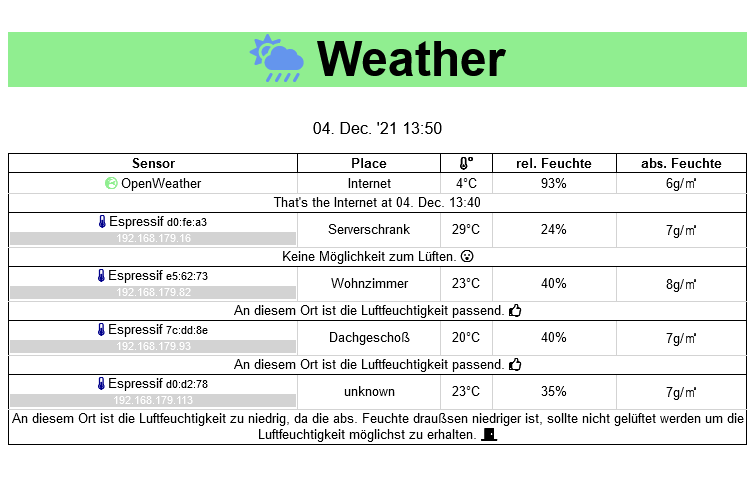 Weather
04. Dec. '21 13:50
Sensor Place rel. Feuchte abs. Feuchte
OpenWeather Internet 4°C 93% 6g/㎥
That's the Internet at 04. Dec. 13:40
Espressif d0:fe:a3
192.168.179.16
Serverschrank 29°C 24% 7g/㎥
Keine Möglichkeit zum Lüften.
Espressif e5:62:73
192.168.179.82
Wohnzimmer 23°C 40% 8g/㎥
An diesem Ort ist die Luftfeuchtigkeit passend.
Espressif 7c:dd:8e
192.168.179.93
Dachgeschoß 20°C 40% 7g/㎥
An diesem Ort ist die Luftfeuchtigkeit passend.
Espressif d0:d2:78
192.168.179.113
unknown 23°C 35% 7g/㎥
An diesem Ort ist die Luftfeuchtigkeit zu niedrig, da die abs. Feuchte draußsen niedriger ist, sollte nicht gelüftet werden um die
Luftfeuchtigkeit möglichst zu erhalten.